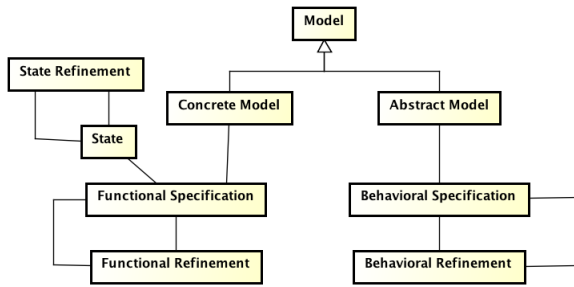 Model
State Refinement
Concrete Model
Abstract Model
State
Functional Specification
Behavioral Specification
Functional Refinement
Behavioral Refinement